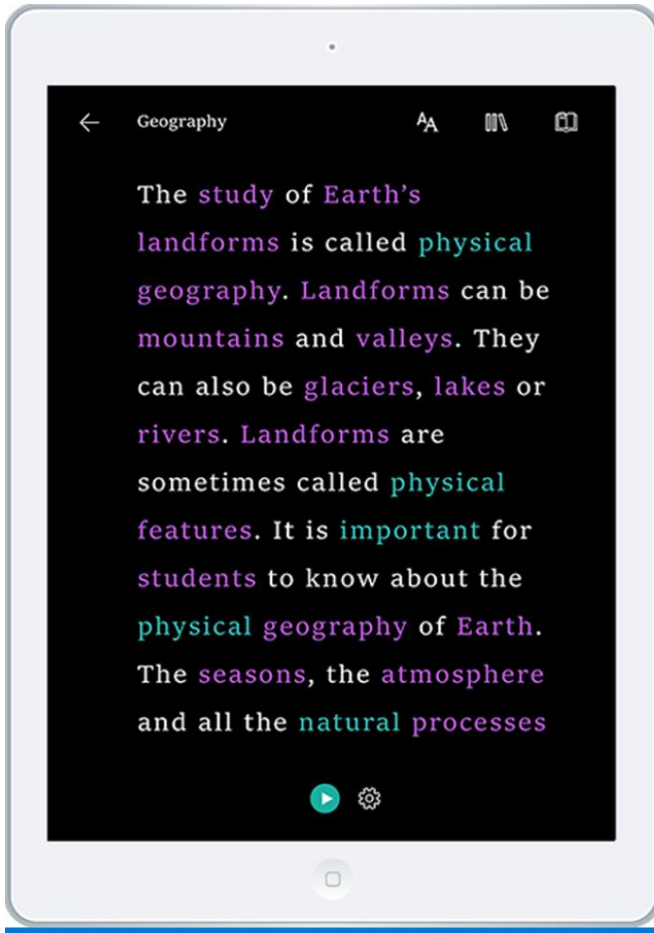 Geography
The study of Earth's
landforms is called physical
geography. Landforms can be
mountains and valleys. They
can also be glaciers, lakes or
rivers. Landforms are
sometimes called physical
features. It is important for
students to know about the
physical geography of Earth.
The seasons, the atmosphere
and all the natural processes